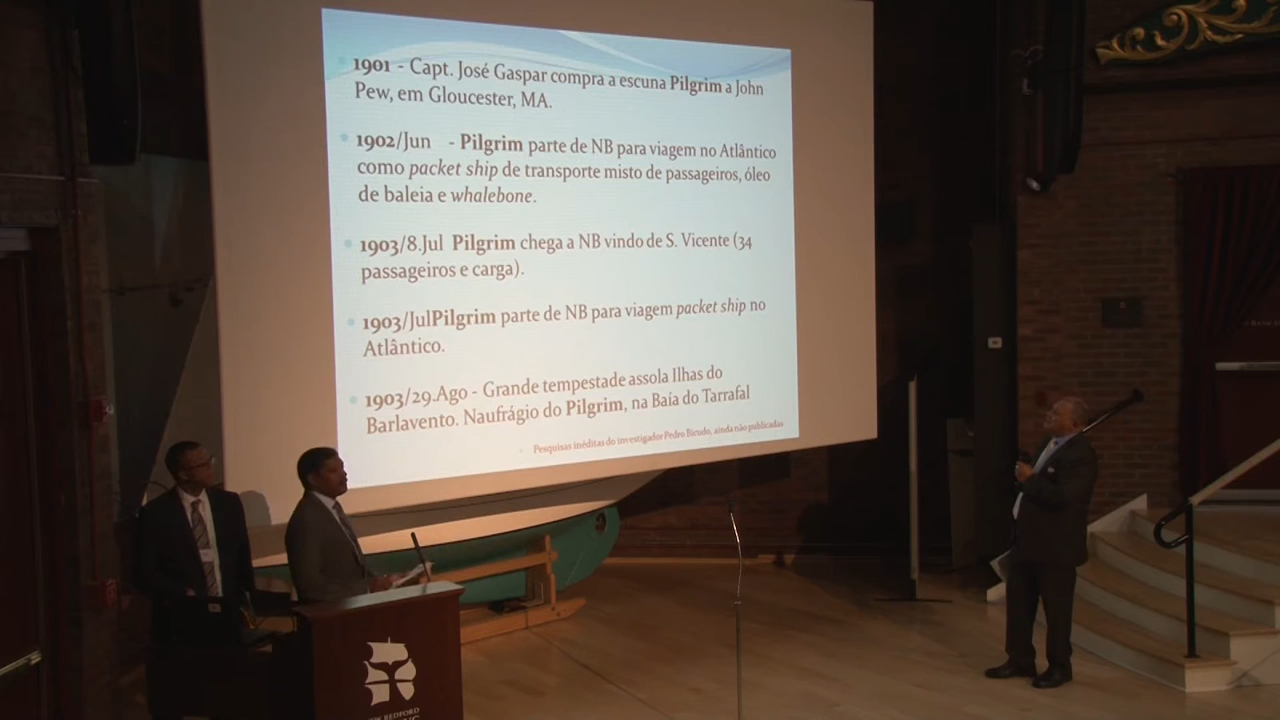 1901 - Capt. José Gaspar compra a escuna Pilgrim a John
Pew, em Gloucester, MA.
1902/Jun - Pilgrim parte de NB para viagem no Atlântico
como packet ship de transporte misto de passageiros, óleo
de baleia e whalebone.
1903/8.Jul Pilgrim chega a NB vindo de S. Vicente (34
passageiros e carga).
1903/JulPilgrim parte de NB para viagem packet ship no
Atlântico.
1903/29.Ago - Grande tempestade assola Ilhas do
Barlavento. Naufrágio do Pilgrim, na Baía do Tarrafal
Pesquisas inéditas do investigador Pedro Bicudo, ainda não publicadas
BEDFORD